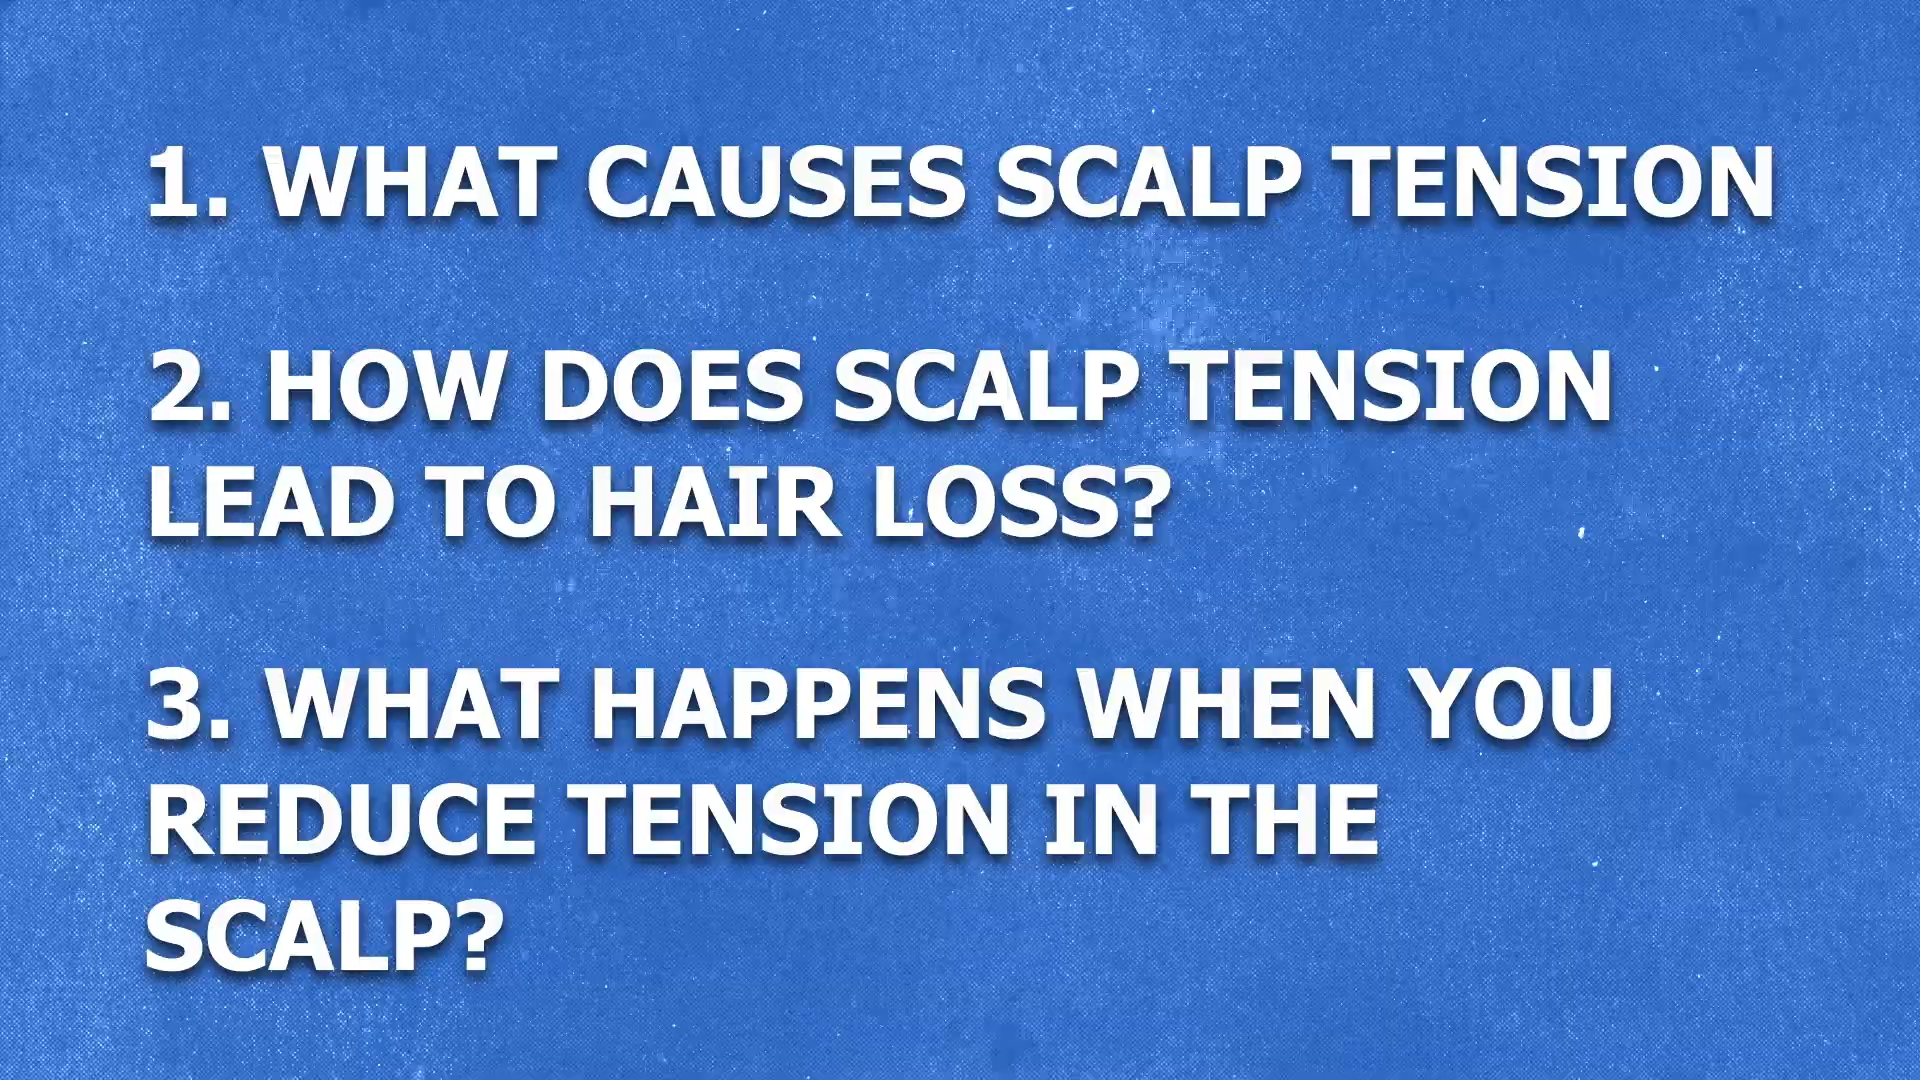 1. WHAT CAUSES SCALP TENSION
2. HOW DOES SCALP TENSION
LEAD TO HAIR LOSS?
3. WHAT HAPPENS WHEN YOU
REDUCE TENSION IN THE
SCALP?